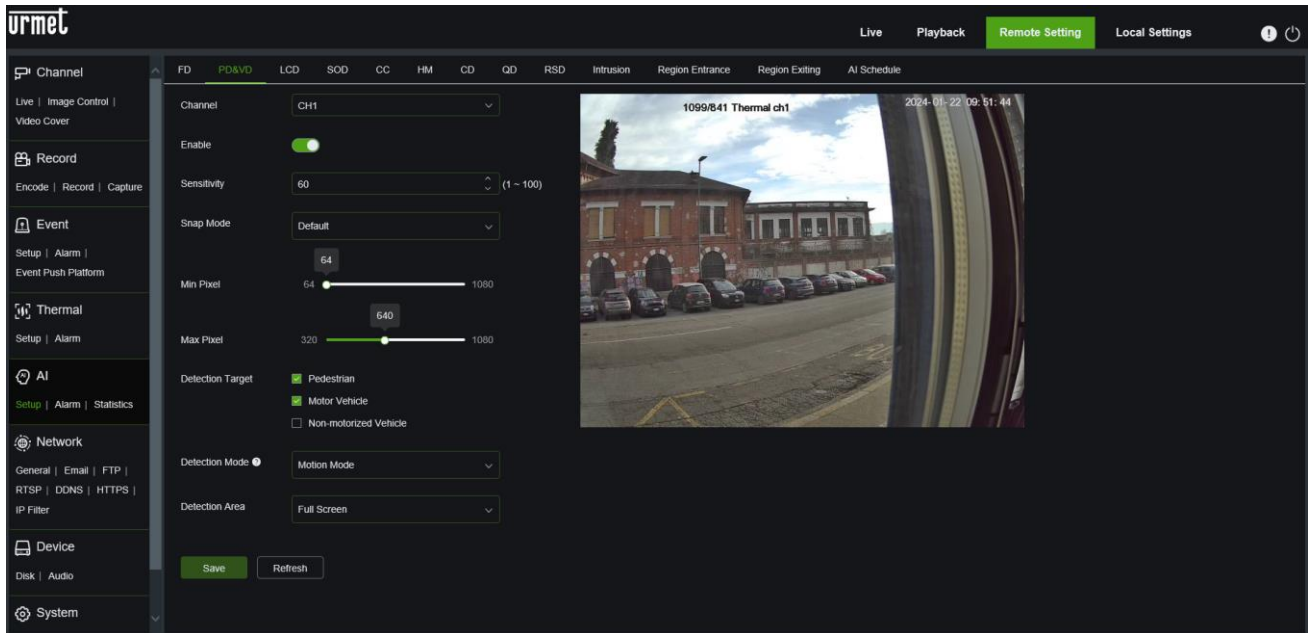 urmet
Live Playback Remote Setting Local Settings
Channel
Live | Image Control |
Video Cover
Record
Encode | Record | Capture
Event
Setup | Alarm |
Event Push Platform
Thermal
Setup | Alarm
AI
Setup | Alarm | Statistics
Network
General | Email | FTP |
RTSP | DDNS | HTTPS |
IP Filter
Device
Disk | Audio
System
FD PD&VD LCD SOD CC HM CD QD RSD Intrusion Region Entrance Region Exiting AI Schedule
Channel CH1
Enable
Sensitivity 60 (1 ~ 100)
Snap Mode Default
64
Min Pixel 64 1080
640
Max Pixel 320 1080
Detection Target Pedestrian
Motor Vehicle
Non-motorized Vehicle
Detection Mode ? Motion Mode
Detection Area Full Screen
Save Refresh
1099/841 Thermal ch1 2024-01-22 09:51:44